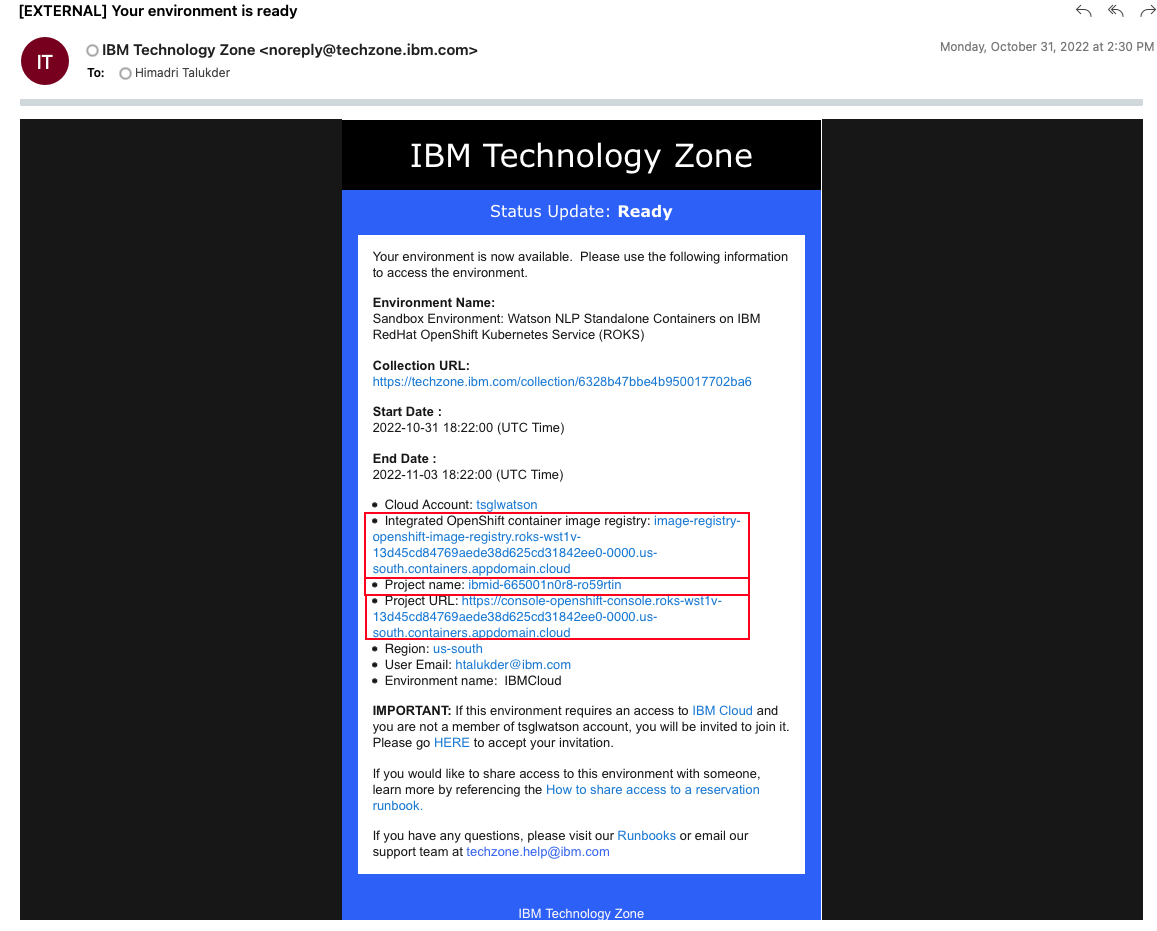 [EXTERNAL] Your environment is ready
IT
IBM Technology Zone <noreply@techzone.ibm.com>
Monday, October 31, 2022 at 2:30 PM
To: Himadri Talukder
IBM Technology Zone
Status Update: Ready
Your environment is now available. Please use the following information
to access the environment.
Environment Name:
Sandbox Environment: Watson NLP Standalone Containers on IBM
RedHat OpenShift Kubernetes Service (ROKS)
Collection URL:
https://techzone.ibm.com/collection/6328b47bbe4b950017702ba6
Start Date :
2022-10-31 18:22:00 (UTC Time)
End Date :
2022-11-03 18:22:00 (UTC Time)
• Cloud Account: tsglwatson
• Integrated OpenShift container image registry: image-registry-
openshift-image-registry.roks-wst1v-
13d45cd84769aede38d625cd31842ee0-0000.us-
south.containers.appdomain.cloud
• Project name: ibmid-665001n0r8-ro59rtin
• Project URL: https://console-openshift-console.roks-wst1v-
13d45cd84769aede38d625cd31842ee0-0000.us-
south.containers.appdomain.cloud
• Region: us-south
• User Email: htalukder@ibm.com
• Environment name: IBMCloud
IMPORTANT: If this environment requires an access to IBM Cloud and
you are not a member of tsglwatson account, you will be invited to join it.
Please go HERE to accept your invitation.
If you would like to share access to this environment with someone,
learn more by referencing the How to share access to a reservation
runbook.
If you have any questions, please visit our Runbooks or email our
support team at techzone.help@ibm.com
IBM Technology Zone